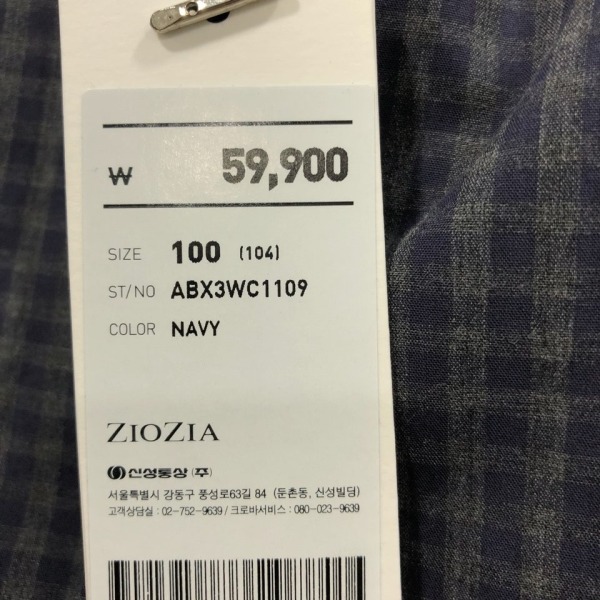 ₩ 59,900
SIZE 100 (104)
ST/NO ABX3WC1109
COLOR NAVY
ZIOZIA
신성통상(주)
서울특별시 강동구 풍성로63길 84 (둔촌동, 신성빌딩)
고객상담실 : 02-752-9639 / 크로바서비스 : 080-023-9639